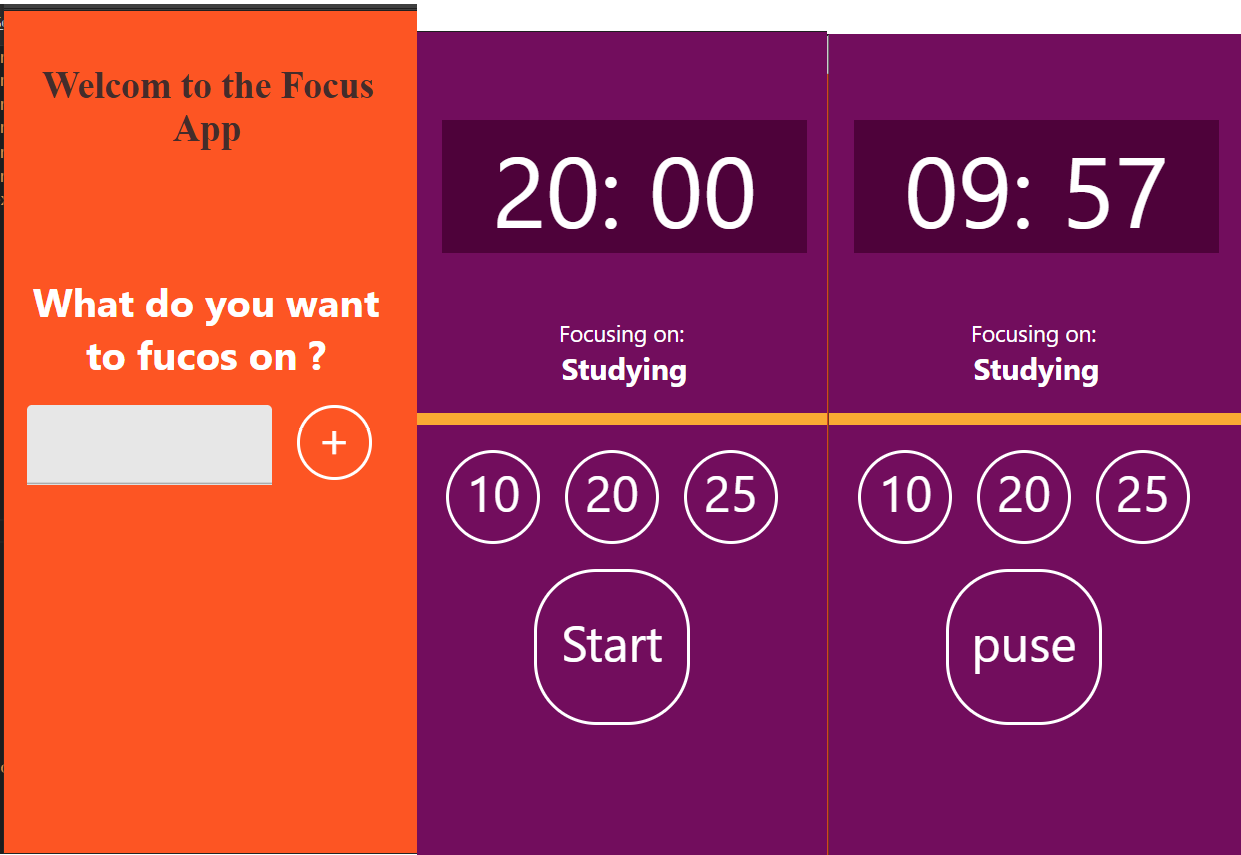 Welcom to the Focus
App
What do you want
to fucos on ?
+
20: 00
Focusing on:
Studying
10 20 25
Start
09: 57
Focusing on:
Studying
10 20 25
puse